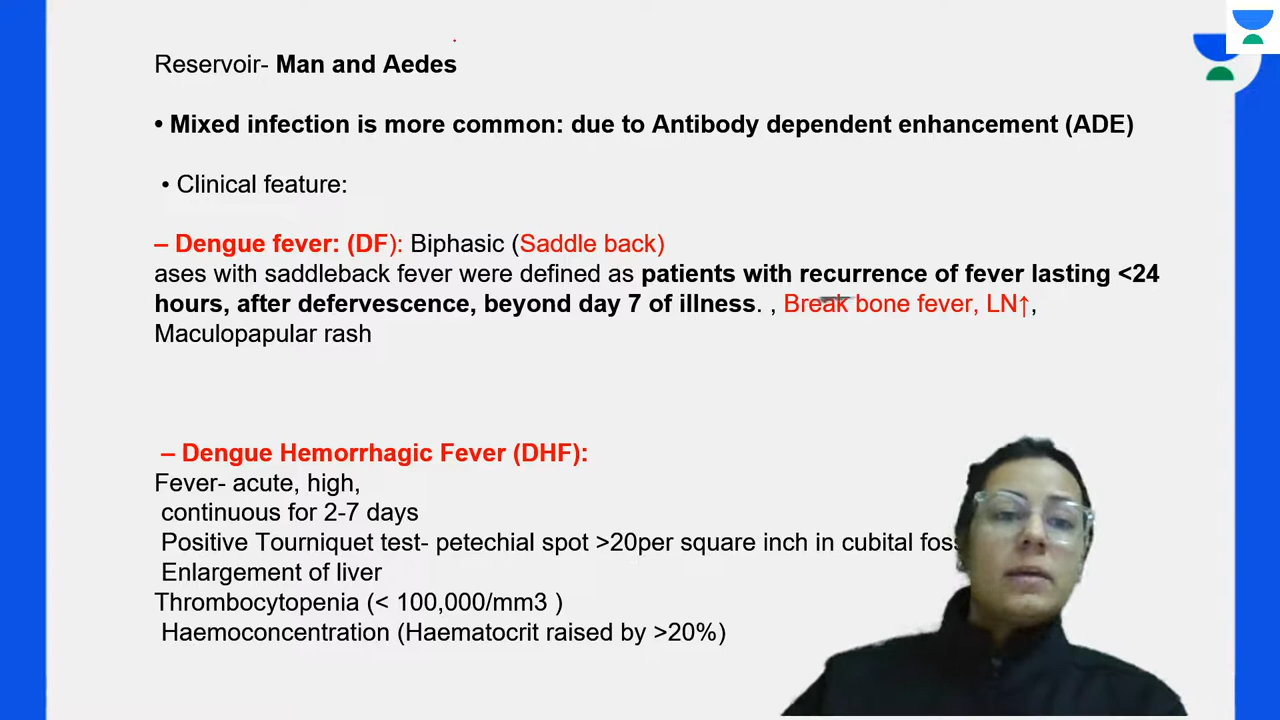 Reservoir- Man and Aedes
• Mixed infection is more common: due to Antibody dependent enhancement (ADE)
• Clinical feature:
– Dengue fever: (DF): Biphasic (Saddle back)
ases with saddleback fever were defined as patients with recurrence of fever lasting <24
hours, after defervescence, beyond day 7 of illness. , Break bone fever, LN↑,
Maculopapular rash
– Dengue Hemorrhagic Fever (DHF):
Fever- acute, high,
continuous for 2-7 days
Positive Tourniquet test- petechial spot >20per square inch in cubital
Enlargement of liver
Thrombocytopenia (< 100,000/mm3 )
Haemoconcentration (Haematocrit raised by >20%)